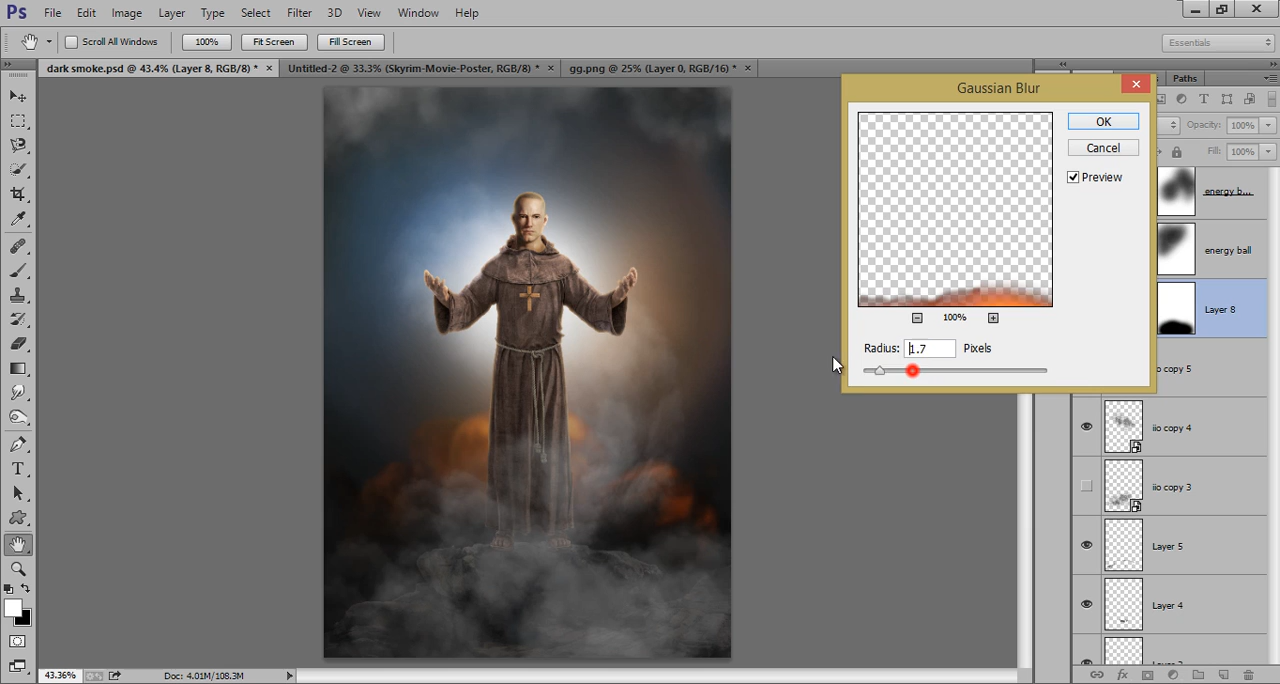 Ps File Edit Image Layer Type Select Filter 3D View Window Help
Scroll All Windows 100% Fit Screen Fill Screen Essentials
dark smoke.psd @ 43.4% (Layer 8, RGB/8) * × Untitled-2 @ 33.3% (Skyrim-Movie-Poster, RGB/8) * × gg.png @ 25% (Layer 0, RGB/16) * ×
Paths
Gaussian Blur
OK
Cancel
Preview
100%
Radius: 1.7 Pixels
Opacity: 100%
Fill: 100%
energy b...
energy ball
Layer 8
copy 5
iio copy 4
iio copy 3
Layer 5
Layer 4
43.36% Doc: 4.01M/108.3M